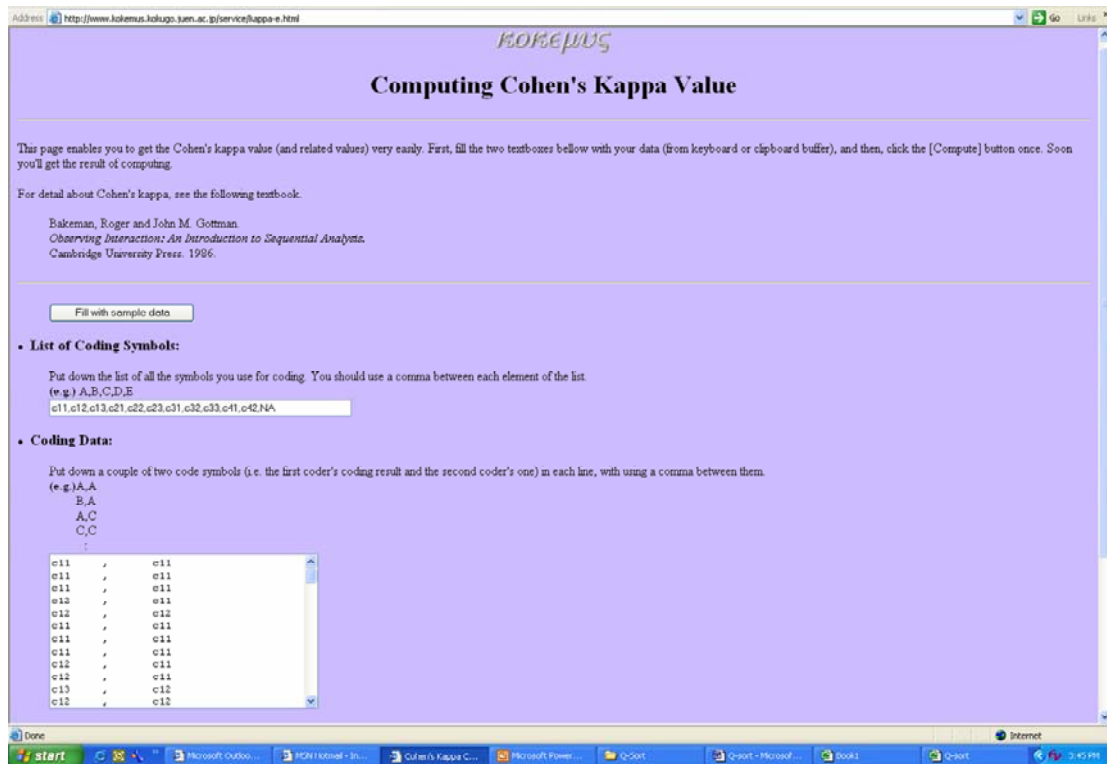 Address http://www.kokemus.kokugo.juen.ac.jp/service/kappa-e.html Go Links
κοκεμυς
Computing Cohen's Kappa Value
This page enables you to get the Cohen's kappa value (and related values) very easily. First, fill the two textboxes bellow with your data (from keyboard or clipboard buffer), and then, click the [Compute] button once. Soon
you'll get the result of computing.
For detail about Cohen's kappa, see the following textbook.
Bakeman, Roger and John M. Gottman.
Observing Interaction: An Introduction to Sequential Analysis.
Cambridge University Press. 1986.
Fill with sample data
• List of Coding Symbols:
Put down the list of all the symbols you use for coding. You should use a comma between each element of the list.
(e.g.) A,B,C,D,E
c11,c12,c13,c21,c22,c23,c31,c32,c33,c41,c42,NA
• Coding Data:
Put down a couple of two code symbols (i.e. the first coder's coding result and the second coder's one) in each line, with using a comma between them.
(e.g.)A,A
B,A
A,C
C,C
:
c11 , c11
c11 , c11
c11 , c11
c12 , c11
c12 , c12
c11 , c11
c11 , c11
c11 , c11
c12 , c11
c12 , c11
c13 , c12
c12 , c12
Done Internet
start Microsoft Outloo... MSN Hotmail - In... Cohen's Kappa C... Microsoft Power... Q-Sort Q-sort - Microsof... Book1 Q-sort 3:45 PM